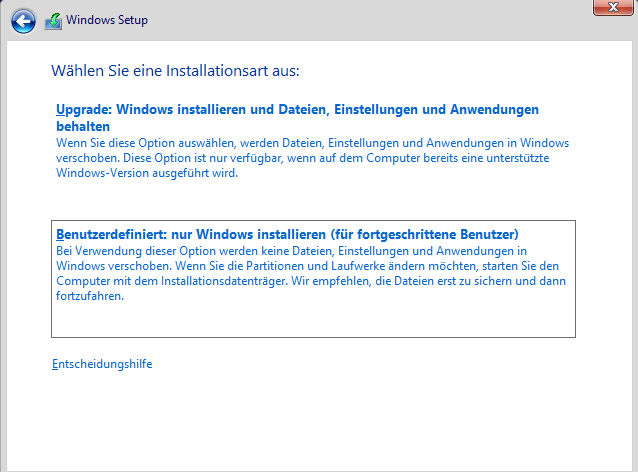 Windows Setup
Wählen Sie eine Installationsart aus:
Upgrade: Windows installieren und Dateien, Einstellungen und Anwendungen
behalten
Wenn Sie diese Option auswählen, werden Dateien, Einstellungen und Anwendungen in Windows
verschoben. Diese Option ist nur verfügbar, wenn auf dem Computer bereits eine unterstützte
Windows-Version ausgeführt wird.
Benutzerdefiniert: nur Windows installieren (für fortgeschrittene Benutzer)
Bei Verwendung dieser Option werden keine Dateien, Einstellungen und Anwendungen in
Windows verschoben. Wenn Sie die Partitionen und Laufwerke ändern möchten, starten Sie den
Computer mit dem Installationsdatenträger. Wir empfehlen, die Dateien erst zu sichern und dann
fortzufahren.
Entscheidungshilfe